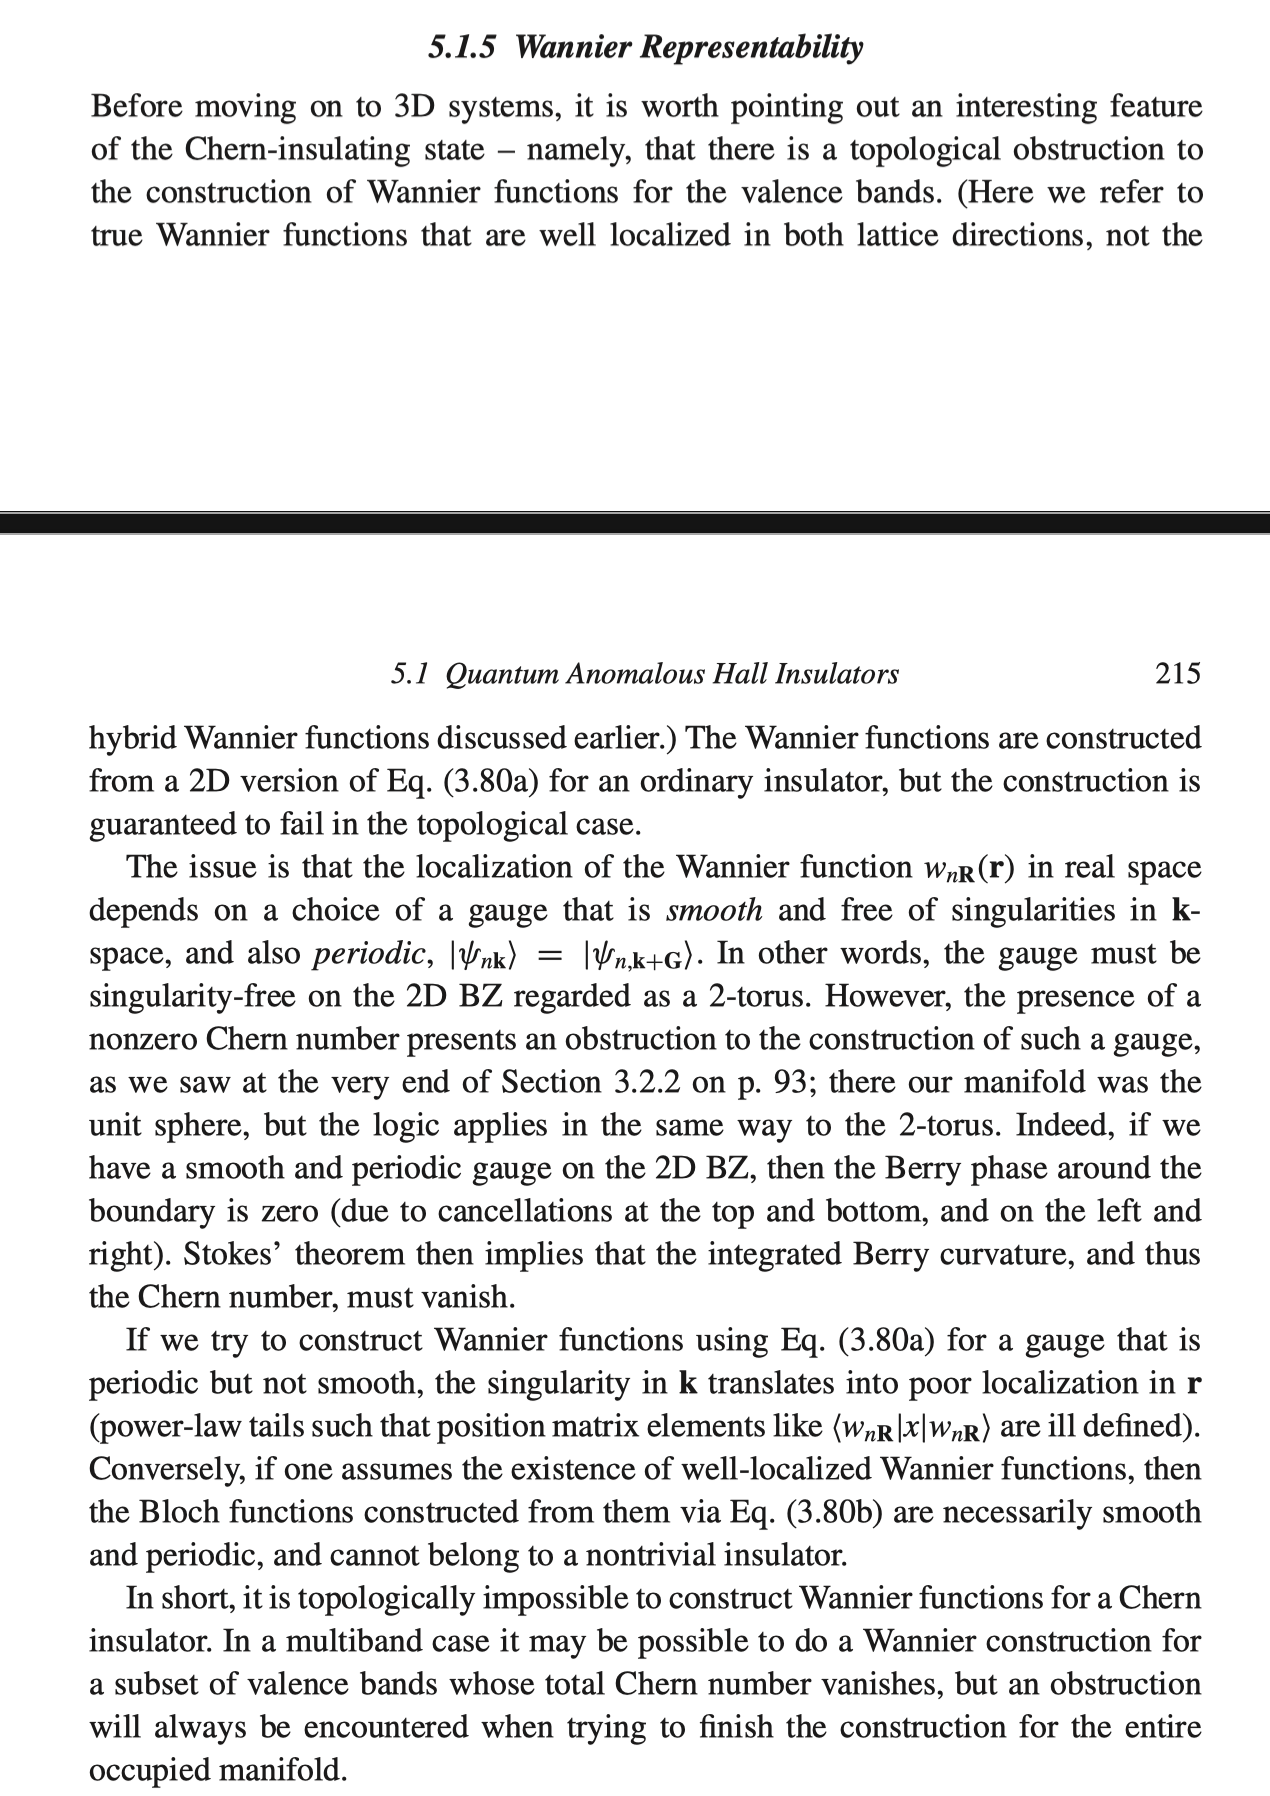 5.1.5 Wannier Representability
Before moving on to 3D systems, it is worth pointing out an interesting feature
of the Chern-insulating state – namely, that there is a topological obstruction to
the construction of Wannier functions for the valence bands. (Here we refer to
true Wannier functions that are well localized in both lattice directions, not the
5.1 Quantum Anomalous Hall Insulators 215
hybrid Wannier functions discussed earlier.) The Wannier functions are constructed
from a 2D version of Eq. (3.80a) for an ordinary insulator, but the construction is
guaranteed to fail in the topological case.
The issue is that the localization of the Wannier function wₙR(r) in real space
depends on a choice of a gauge that is smooth and free of singularities in k-
space, and also periodic, |ψₙk⟩ = |ψₙ,k+G⟩. In other words, the gauge must be
singularity-free on the 2D BZ regarded as a 2-torus. However, the presence of a
nonzero Chern number presents an obstruction to the construction of such a gauge,
as we saw at the very end of Section 3.2.2 on p. 93; there our manifold was the
unit sphere, but the logic applies in the same way to the 2-torus. Indeed, if we
have a smooth and periodic gauge on the 2D BZ, then the Berry phase around the
boundary is zero (due to cancellations at the top and bottom, and on the left and
right). Stokes’ theorem then implies that the integrated Berry curvature, and thus
the Chern number, must vanish.
If we try to construct Wannier functions using Eq. (3.80a) for a gauge that is
periodic but not smooth, the singularity in k translates into poor localization in r
(power-law tails such that position matrix elements like ⟨wₙR|x|wₙR⟩ are ill defined).
Conversely, if one assumes the existence of well-localized Wannier functions, then
the Bloch functions constructed from them via Eq. (3.80b) are necessarily smooth
and periodic, and cannot belong to a nontrivial insulator.
In short, it is topologically impossible to construct Wannier functions for a Chern
insulator. In a multiband case it may be possible to do a Wannier construction for
a subset of valence bands whose total Chern number vanishes, but an obstruction
will always be encountered when trying to finish the construction for the entire
occupied manifold.